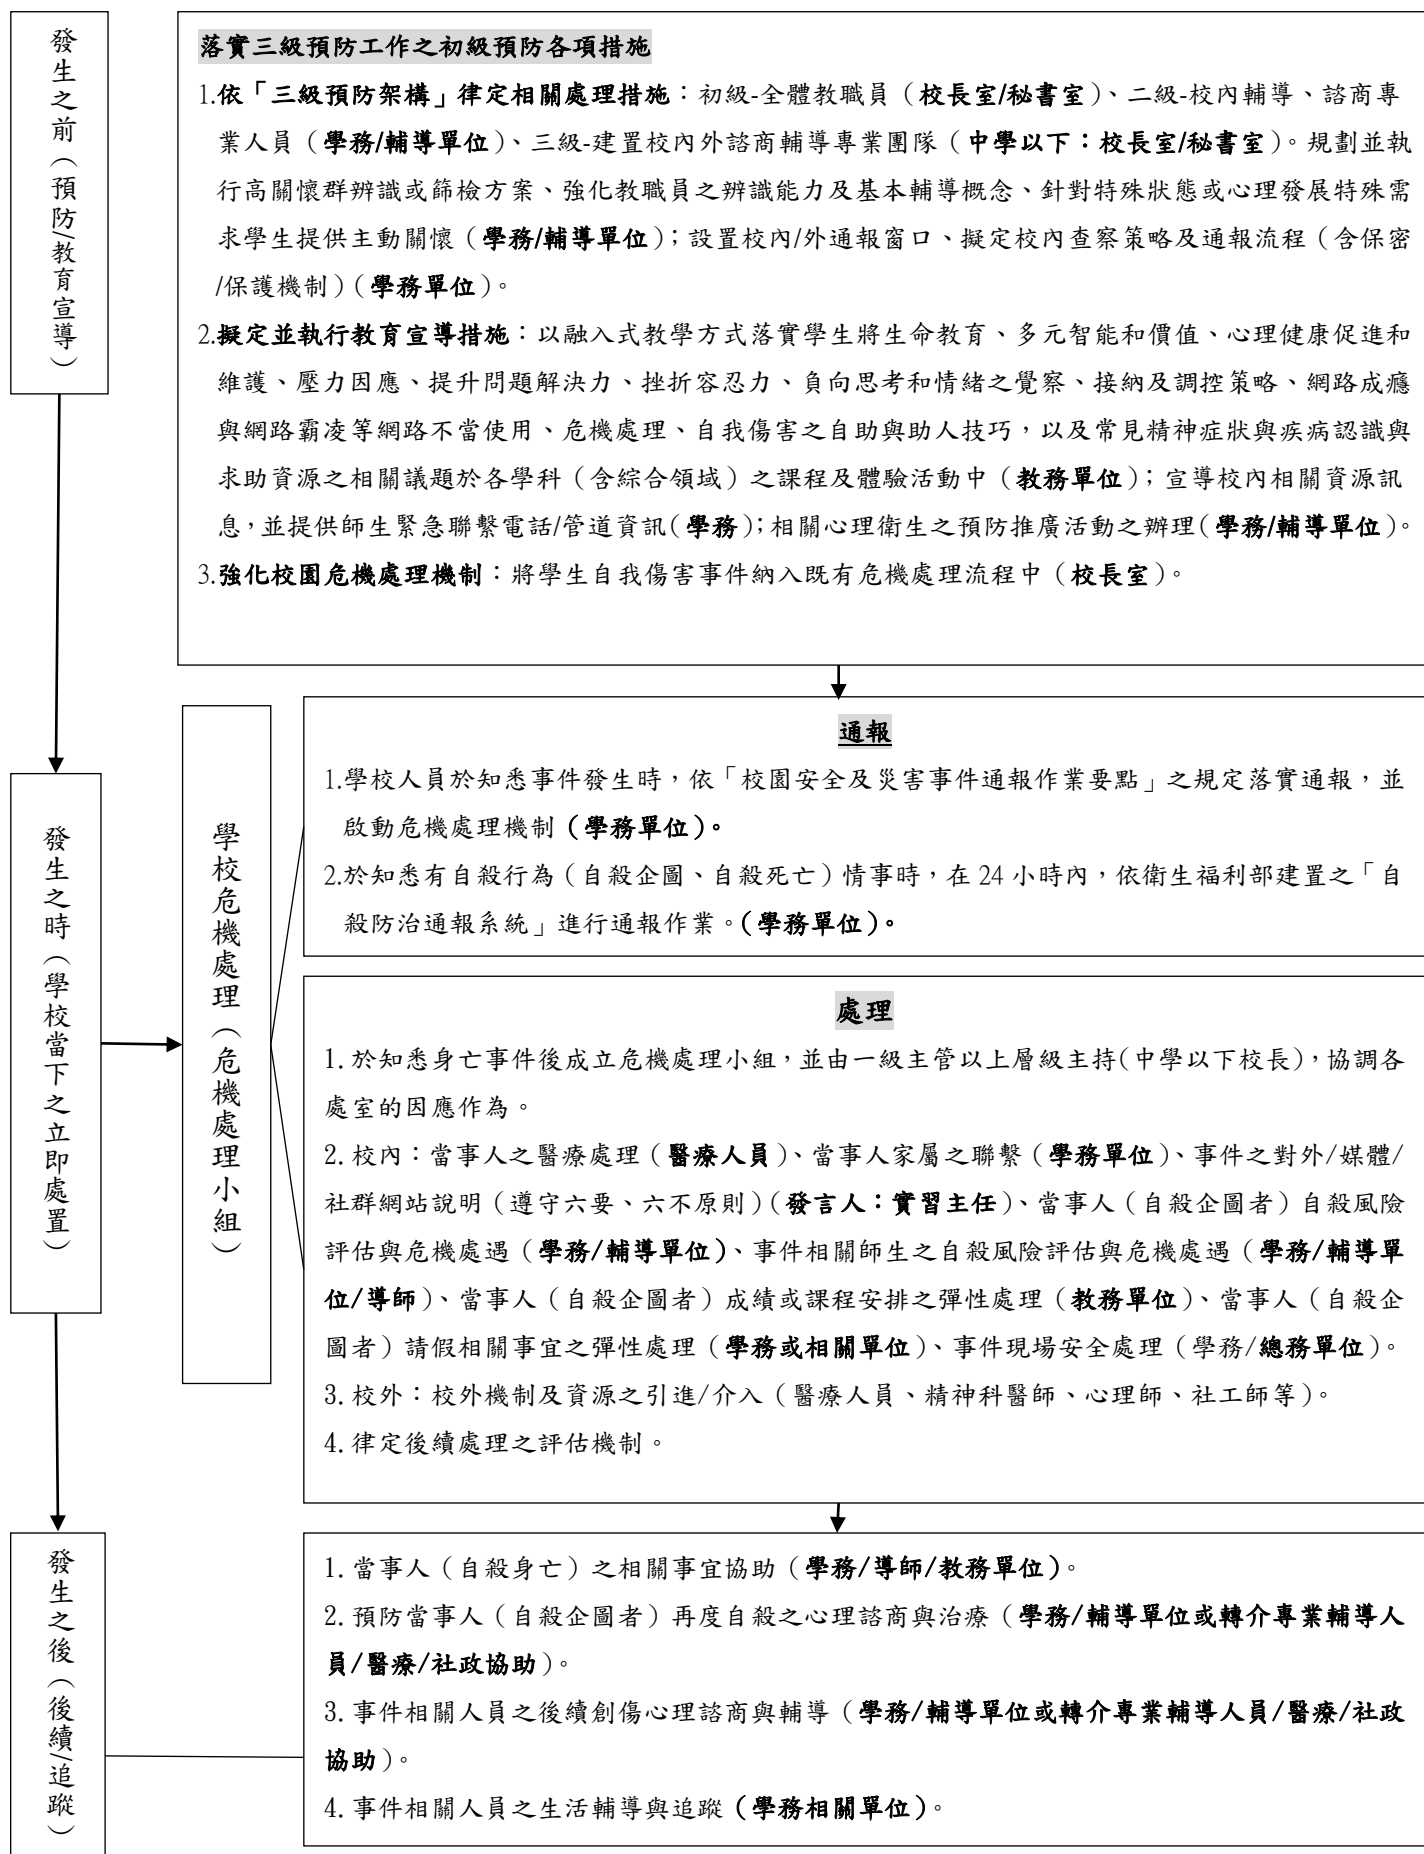 發生之前（預防/教育宣導）
落實三級預防工作之初級預防各項措施
1.依「三級預防架構」律定相關處理措施：初級-全體教職員（校長室/秘書室）、二級-校內輔導、諮商專
業人員（學務/輔導單位）、三級-建置校內外諮商輔導專業團隊（中學以下：校長室/秘書室）。規劃並執
行高關懷群辨識或篩檢方案、強化教職員之辨識能力及基本輔導概念、針對特殊狀態或心理發展特殊需
求學生提供主動關懷（學務/輔導單位）；設置校內/外通報窗口、擬定校內查察策略及通報流程（含保密
/保護機制）（學務單位）。
2.擬定並執行教育宣導措施：以融入式教學方式落實學生將生命教育、多元智能和價值、心理健康促進和
維護、壓力因應、提升問題解決力、挫折容忍力、負向思考和情緒之覺察、接納及調控策略、網路成癮
與網路霸凌等網路不當使用、危機處理、自我傷害之自助與助人技巧，以及常見精神症狀與疾病認識與
求助資源之相關議題於各學科（含綜合領域）之課程及體驗活動中（教務單位）；宣導校內相關資源訊
息，並提供師生緊急聯繫電話/管道資訊（學務）；相關心理衛生之預防推廣活動之辦理（學務/輔導單位）。
3.強化校園危機處理機制：將學生自我傷害事件納入既有危機處理流程中（校長室）。
發生之時（學校當下之立即處置）
學校危機處理（危機處理小組）
通報
1.學校人員於知悉事件發生時，依「校園安全及災害事件通報作業要點」之規定落實通報，並
啟動危機處理機制（學務單位）。
2.於知悉有自殺行為（自殺企圖、自殺死亡）情事時，在 24 小時內，依衛生福利部建置之「自
殺防治通報系統」進行通報作業。（學務單位）。
處理
1. 於知悉身亡事件後成立危機處理小組，並由一級主管以上層級主持(中學以下校長)，協調各
處室的因應作為。
2. 校內：當事人之醫療處理（醫療人員）、當事人家屬之聯繫（學務單位）、事件之對外/媒體/
社群網站說明（遵守六要、六不原則）（發言人：實習主任）、當事人（自殺企圖者）自殺風險
評估與危機處遇（學務/輔導單位）、事件相關師生之自殺風險評估與危機處遇（學務/輔導單
位/導師）、當事人（自殺企圖者）成績或課程安排之彈性處理（教務單位）、當事人（自殺企
圖者）請假相關事宜之彈性處理（學務或相關單位）、事件現場安全處理（學務/總務單位）。
3. 校外：校外機制及資源之引進/介入（醫療人員、精神科醫師、心理師、社工師等）。
4. 律定後續處理之評估機制。
發生之後（後續/追蹤）
1. 當事人（自殺身亡）之相關事宜協助（學務/導師/教務單位）。
2. 預防當事人（自殺企圖者）再度自殺之心理諮商與治療（學務/輔導單位或轉介專業輔導人
員/醫療/社政協助）。
3. 事件相關人員之後續創傷心理諮商與輔導（學務/輔導單位或轉介專業輔導人員/醫療/社政
協助）。
4. 事件相關人員之生活輔導與追蹤（學務相關單位）。